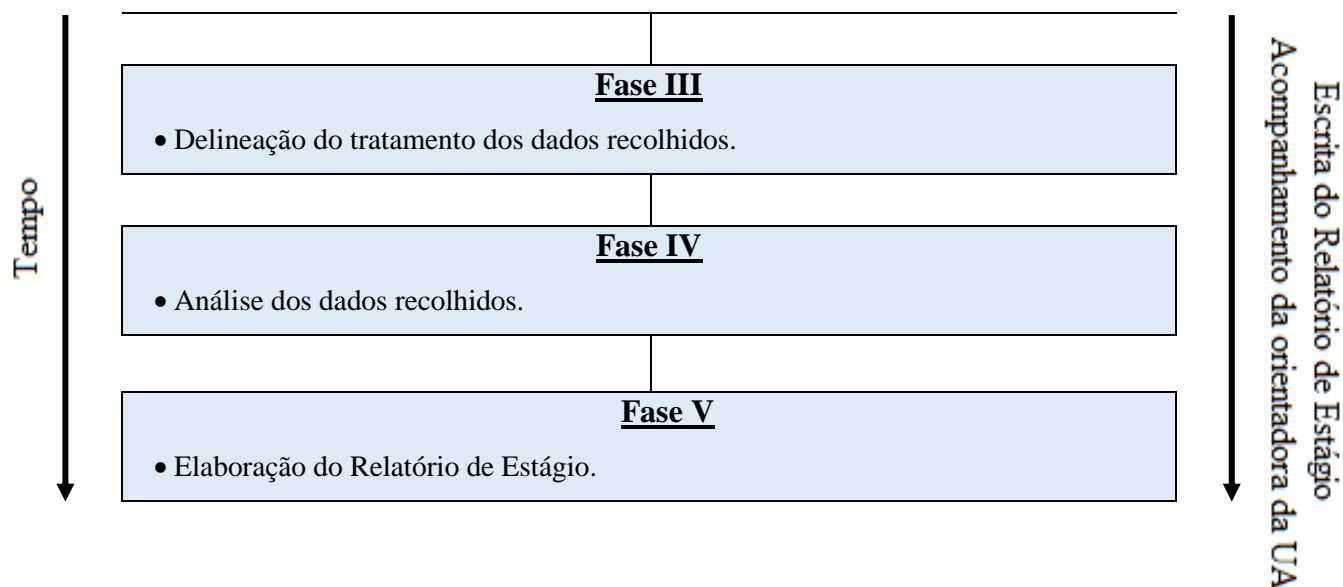 Fase III
• Delineação do tratamento dos dados recolhidos.
Fase IV
• Análise dos dados recolhidos.
Fase V
• Elaboração do Relatório de Estágio.
Tempo
Escrita do Relatório de Estágio
Acompanhamento da orientadora da UA